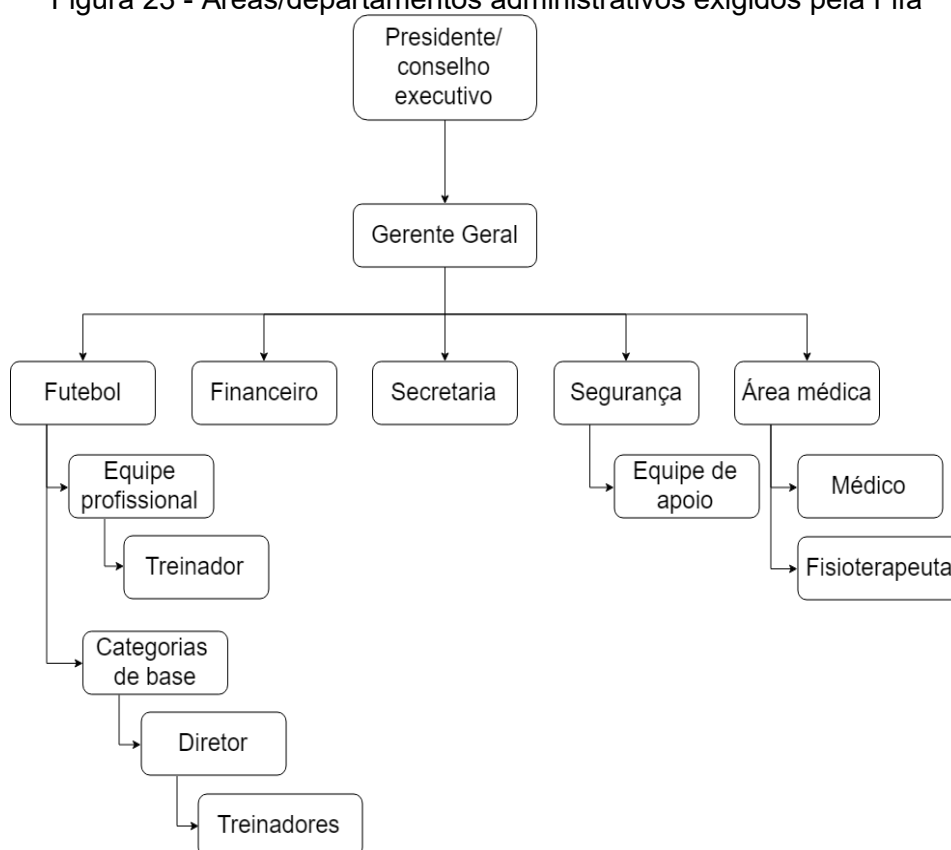 Figura 23 - Áreas/departamentos administrativos exigidos pela Fifa
Presidente/
conselho
executivo
Gerente Geral
Futebol
Financeiro
Secretaria
Segurança
Área médica
Equipe
profissional
Equipe de
apoio
Médico
Treinador
Fisioterapeuta
Categorias
de base
Diretor
Treinadores